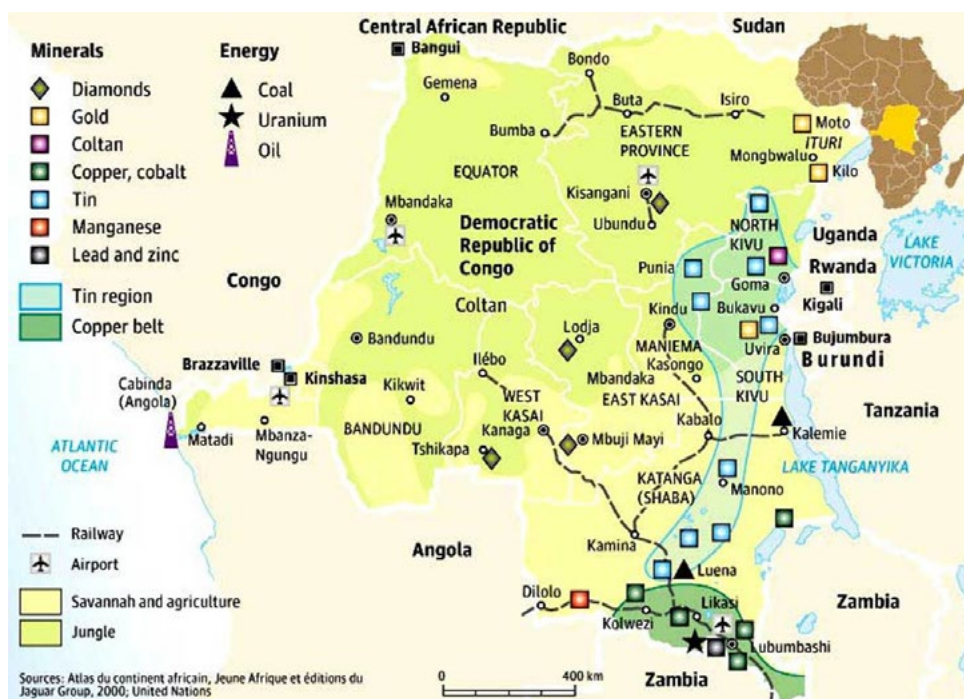 Minerals
Diamonds
Gold
Coltan
Copper, cobalt
Tin
Manganese
Lead and zinc
Tin region
Copper belt
Energy
Coal
Uranium
Oil
Central African Republic
Bangui
Sudan
Gemena
Bondo
Bumba
Buta
Isiro
EASTERN
PROVINCE
Moto
ITURI
Mongbwalu
Kilo
EQUATOR
Mbandaka
Kisangani
Ubundu
Democratic
Republic of
Congo
NORTH
KIVU
Uganda
LAKE
VICTORIA
Punia
Goma
Rwanda
Kigali
Congo
Coltan
Kindu
Bukavu
Bandundu
Lodja
MANIEMA
Uvira
Bujumbura
Burundi
Brazzaville
Kinshasa
Ilébo
Kasongo
Cabinda
(Angola)
Kikwit
WEST
KASAI
Mbandaka
EAST KASAI
SOUTH
KIVU
Tanzania
Matadi
Mbanza-
Ngungu
BANDUNDU
Kanaga
Kabalo
Kalemie
ATLANTIC
OCEAN
Tshikapa
Mbuji Mayi
LAKE TANGANYIKA
KATANGA
(SHABA)
Manono
Railway
Airport
Angola
Kamina
Luena
Savannah and agriculture
Jungle
Dilolo
Kolwezi
Likasi
Lubumbashi
Zambia
Zambia
Sources: Atlas du continent africain, Jeune Afrique et éditions du
Jaguar Group, 2000; United Nations
0
400 km